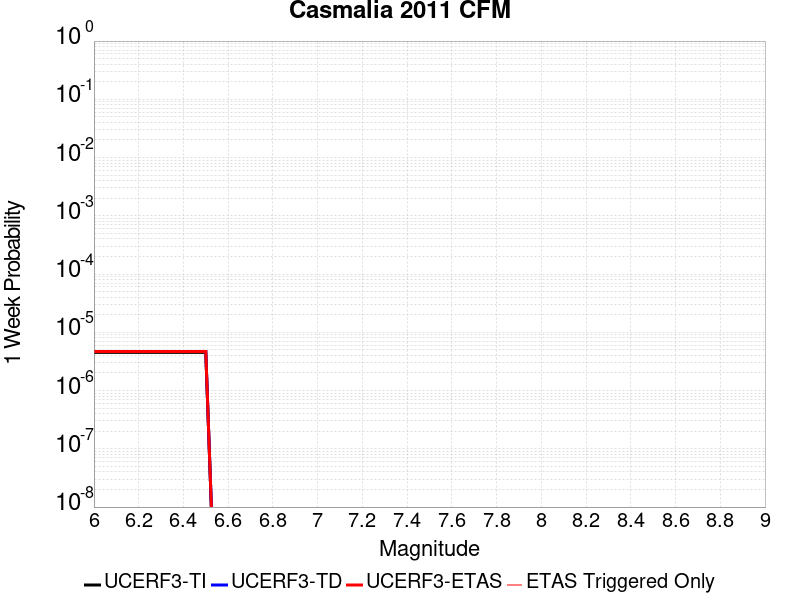 Casmalia 2011 CFM
1 Week Probability
10^0
10^-1
10^-2
10^-3
10^-4
10^-5
10^-6
10^-7
10^-8
6 6.2 6.4 6.6 6.8 7 7.2 7.4 7.6 7.8 8 8.2 8.4 8.6 8.8 9
Magnitude
UCERF3-TI UCERF3-TD UCERF3-ETAS ETAS Triggered Only